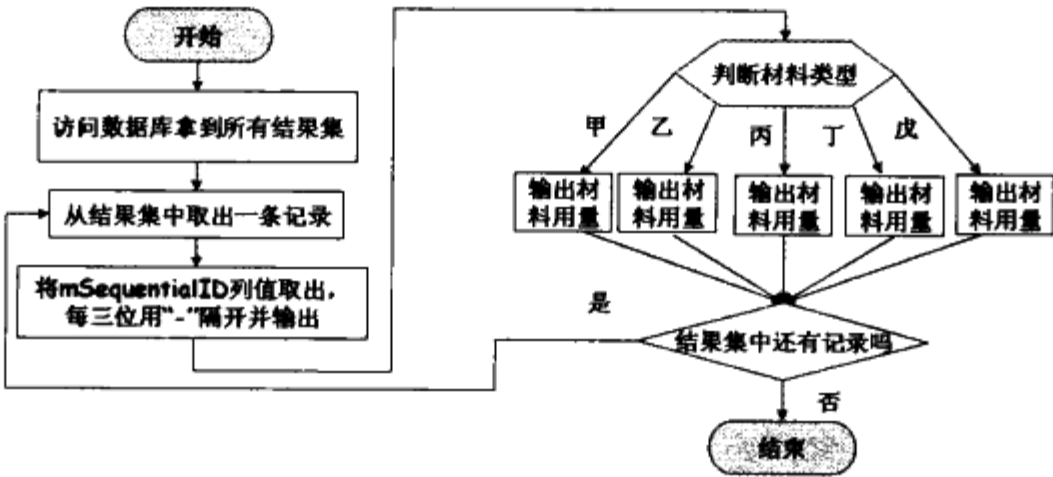 开始
访问数据库拿到所有结果集
从结果集中取出一条记录
将mSequentialID列值取出,
每三位用“-”隔开并输出
判断材料类型
甲
乙
丙
丁
戊
输出材
料用量
输出材
料用量
输出材
料用量
输出材
料用量
输出材
料用量
结果集中还有记录吗
是
否
结束